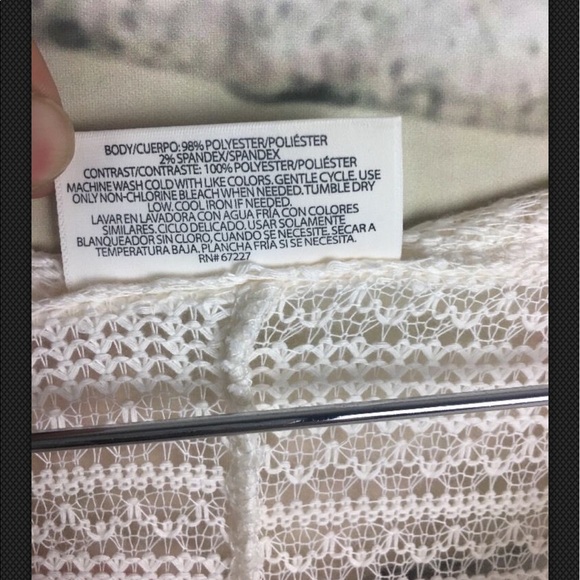 BODY/CUERPO: 98% POLYESTER/POLIÉSTER
2% SPANDEX/SPANDEX
CONTRAST/CONTRASTE: 100% POLYESTER/POLIÉSTER
MACHINE WASH COLD WITH LIKE COLORS. GENTLE CYCLE. USE
ONLY NON-CHLORINE BLEACH WHEN NEEDED. TUMBLE DRY
LOW. COOL IRON IF NEEDED.
LAVAR EN LAVADORA CON AGUA FRIA CON COLORES
SIMILARES. CICLO DELICADO. USAR SOLAMENTE
BLANQUEADOR SIN CLORO, CUANDO SE NECESITE. SECAR A
TEMPERATURA BAJA. PLANCHA FRÍA SI SE NECESITA.
RN# 67227